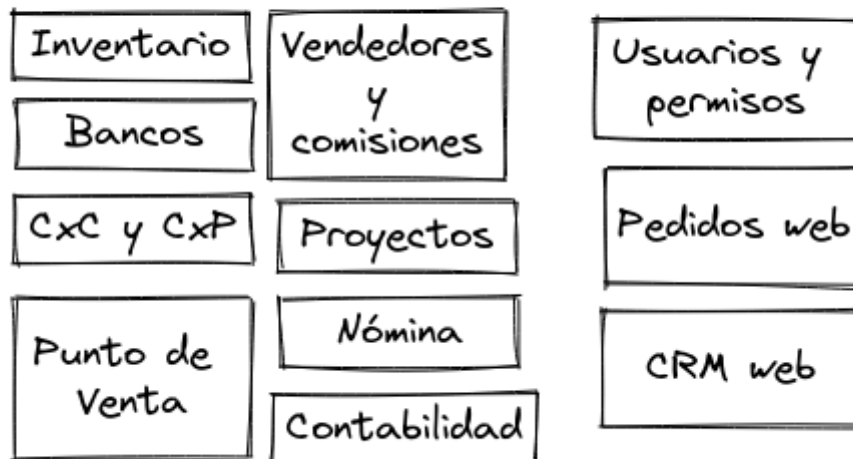 Inventario
Bancos
CxC y CxP
Punto de
Venta
Vendedores
y
comisiones
Proyectos
Nómina
Contabilidad
Usuarios y
permisos
Pedidos web
CRM web